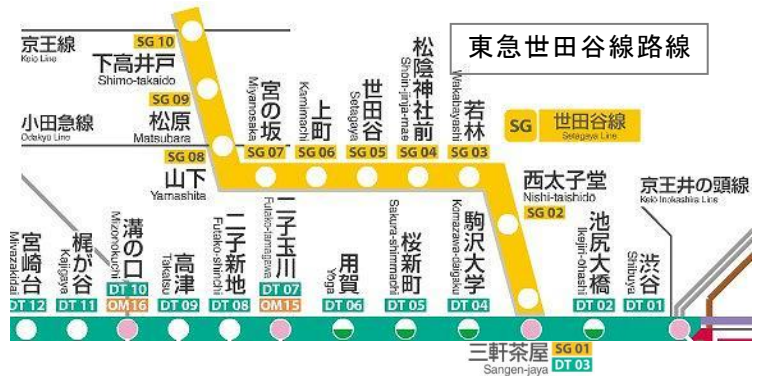 東急世田谷線路線
京王線
Keio Line
SG 10
下高井戸
Shimo-takaido
SG 09
松原
Matsubara
小田急線
Odakyu Line
SG 08
山下
Yamashita
宮の坂
Miyanosaka
SG 07
上町
Kamimachi
SG 06
世田谷
Setagaya
SG 05
松陰神社前
Shoin-jinja-mae
SG 04
若林
Wakabayashi
SG 03
SG
世田谷線
Setagaya Line
西太子堂
Nishi-taishidō
SG 02
京王井の頭線
Keio Inokashira Line
宮崎台
Miyazakidai
DT 12
梶が谷
Kajigaya
DT 11
溝の口
Mizonokuchi
DT 10
OM16
高津
Takatsu
DT 09
二子新地
Futako-shinchi
DT 08
二子玉川
Futako-tamagawa
DT 07
OM15
用賀
Yoga
DT 06
桜新町
Sakura-shimmachi
DT 05
駒沢大学
Komazawa-daigaku
DT 04
池尻大橋
Ikejiri-ohashi
DT 02
渋谷
Shibuya
DT 01
三軒茶屋
Sangen-jaya
SG 01
DT 03